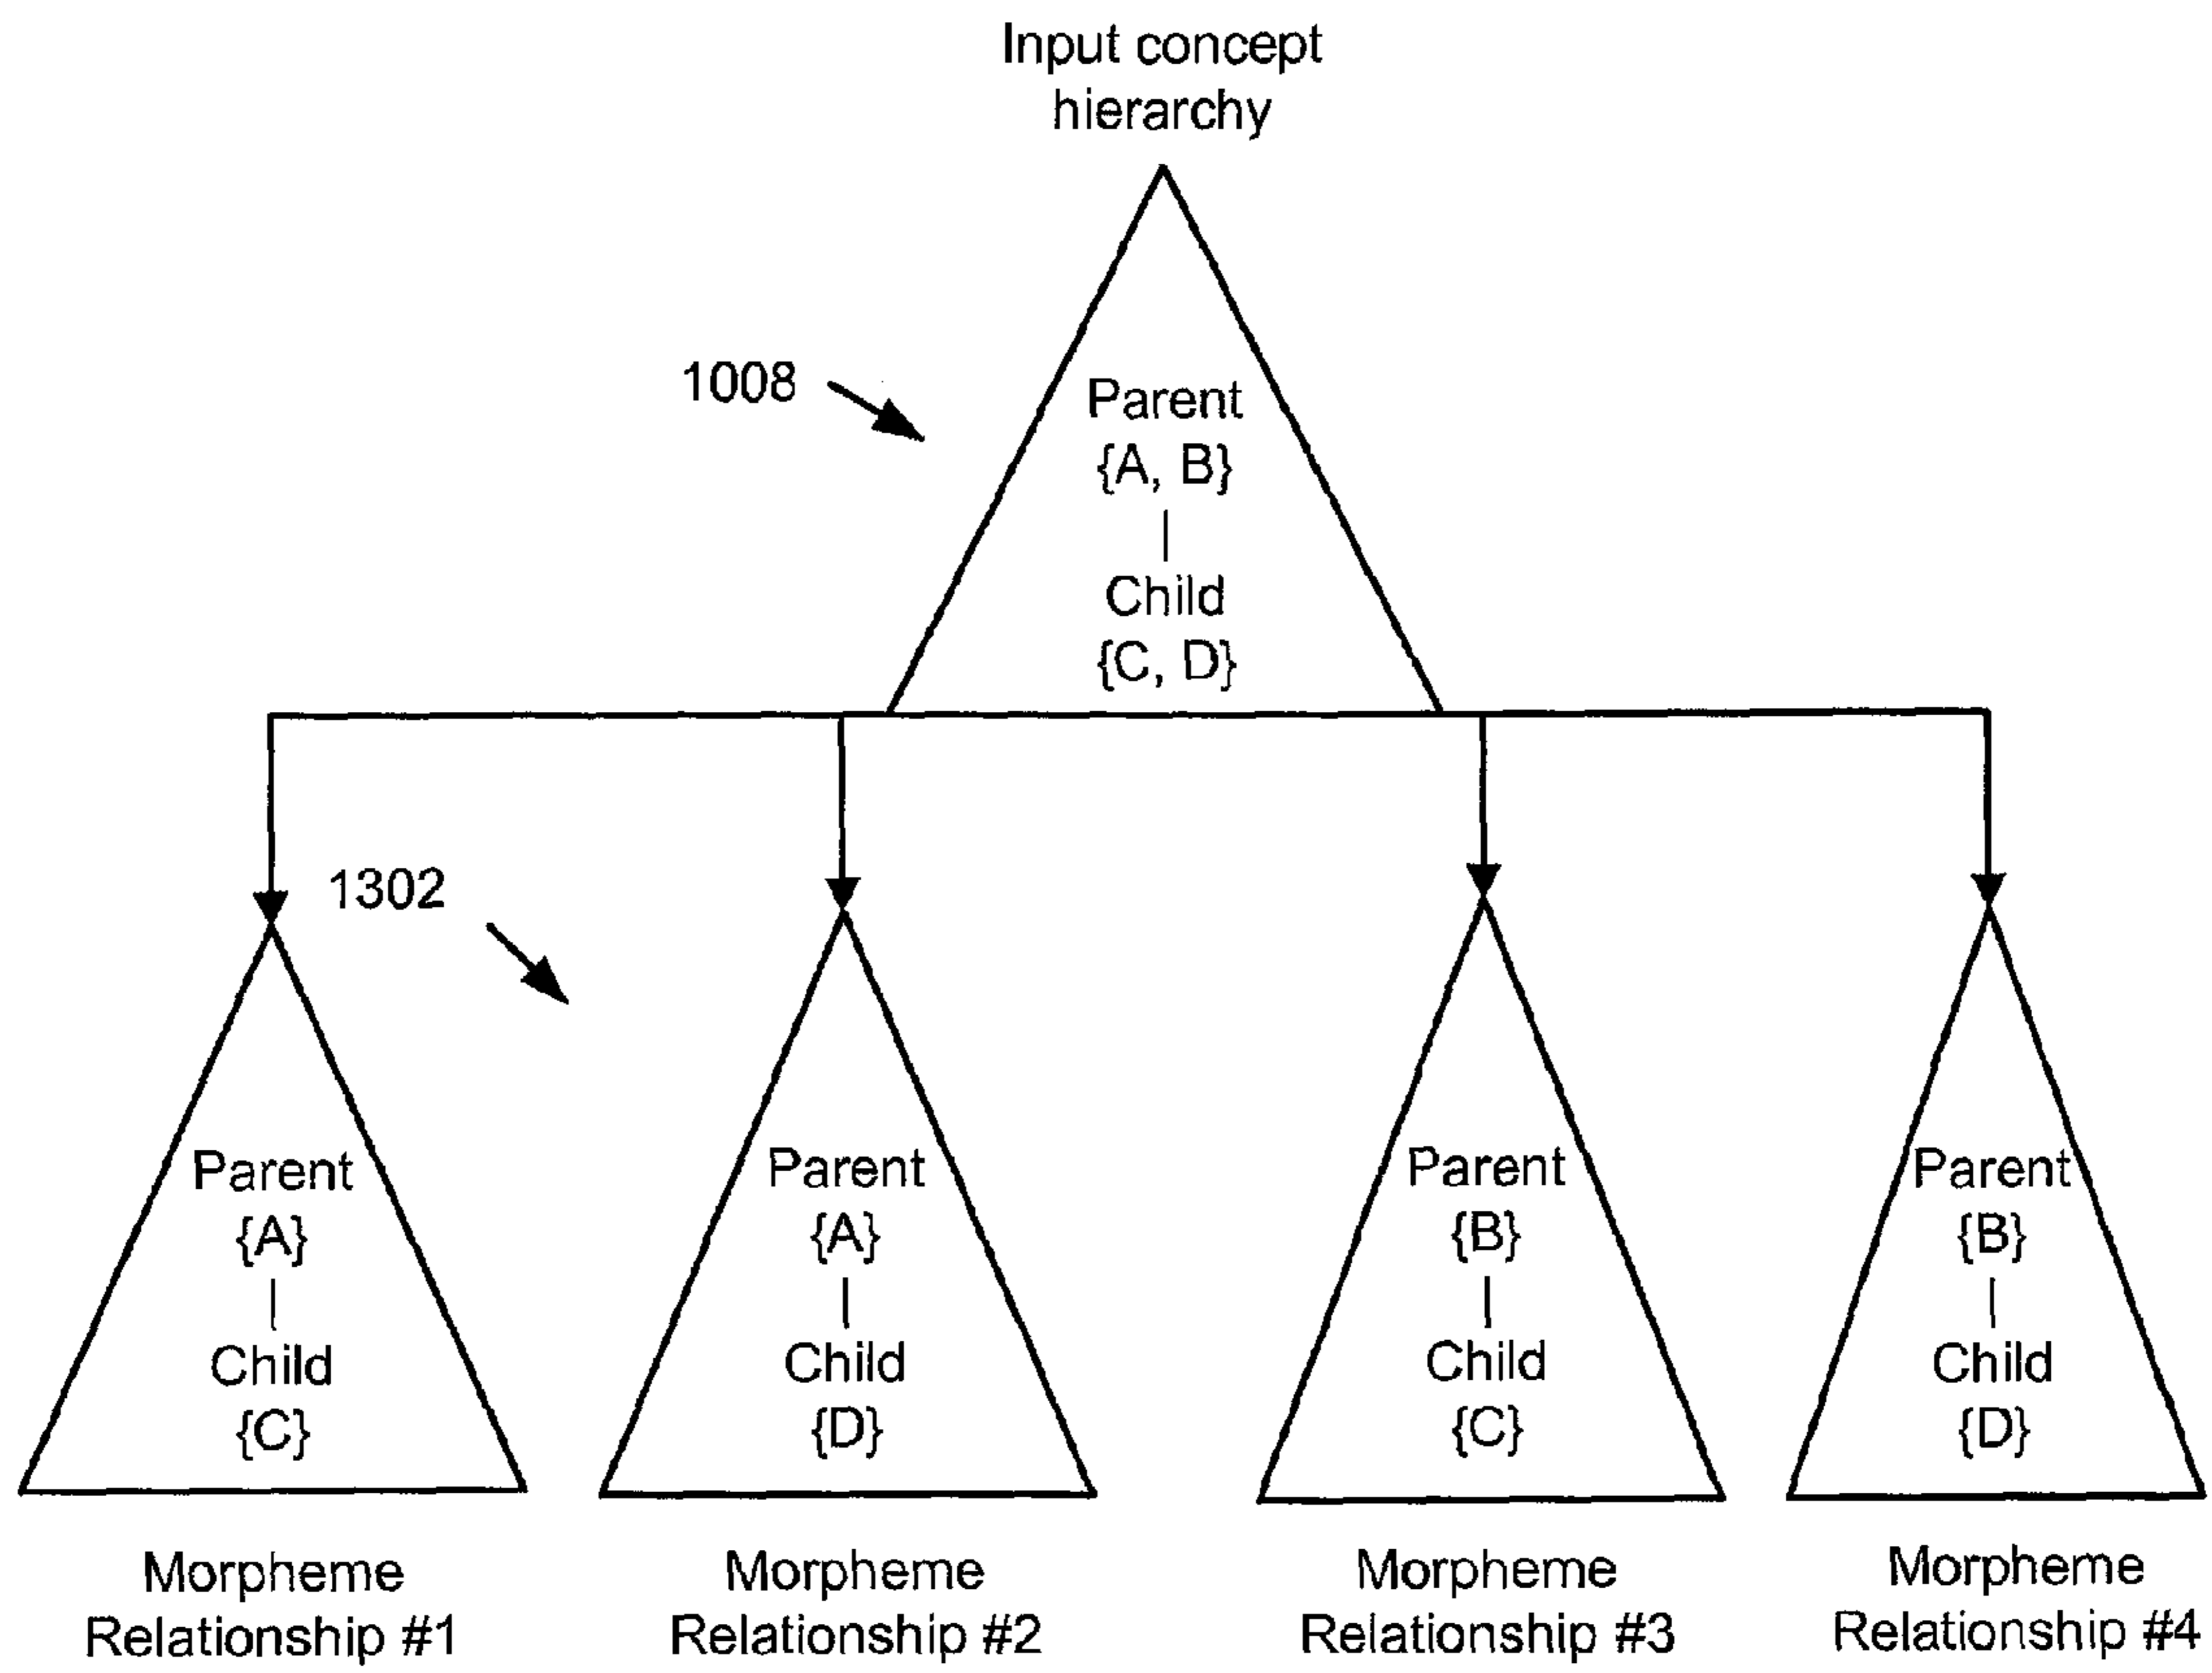 Input concept
hierarchy
1008
Parent
{A, B}
|
Child
{C, D}
1302
Parent
{A}
|
Child
{C}
Morpheme
Relationship #1
Parent
{A}
|
Child
{D}
Morpheme
Relationship #2
Parent
{B}
|
Child
{C}
Morpheme
Relationship #3
Parent
{B}
|
Child
{D}
Morpheme
Relationship #4